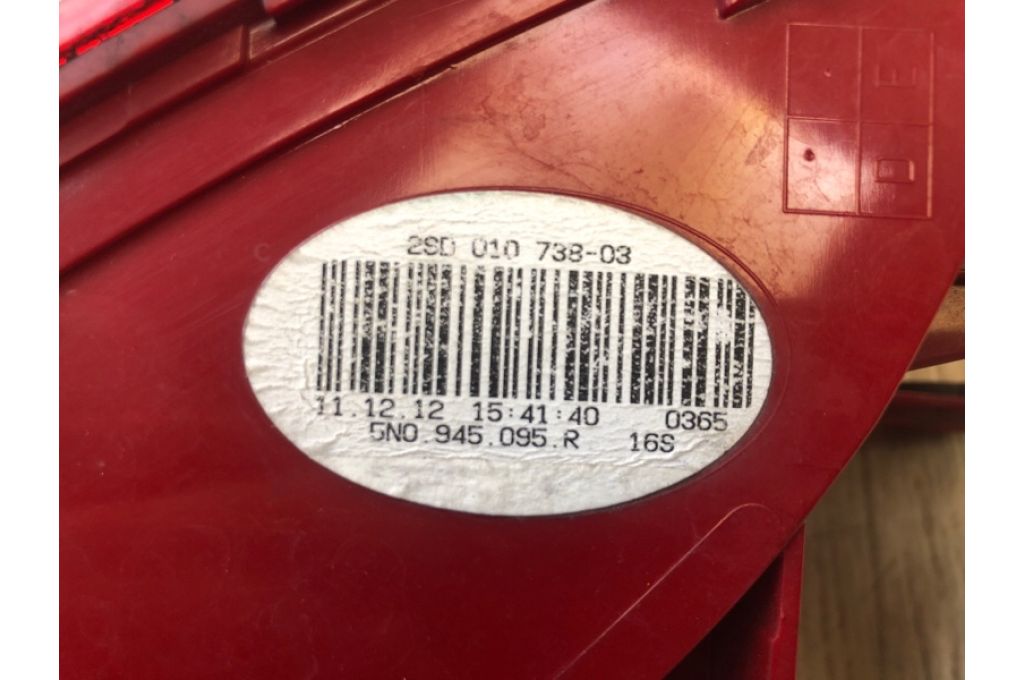 2SD 010 738-03
11.12.12 15:41:40 0365
5N0.945.095.R 16S
E
D